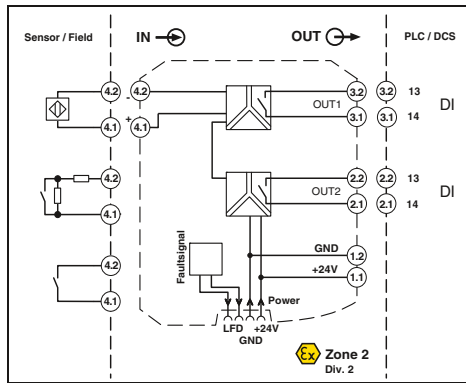 Sensor / Field
IN
OUT
PLC / DCS
4.2
4.2
-
3.2
3.2
13
DI
OUT1
4.1
+
4.1
3.1
3.1
14
4.2
2.2
2.2
13
DI
OUT2
4.1
2.1
2.1
14
Faultsignal
GND
1.2
4.2
+24V
1.1
4.1
Power
LFD
+24V
GND
Ex
Zone 2
Div. 2